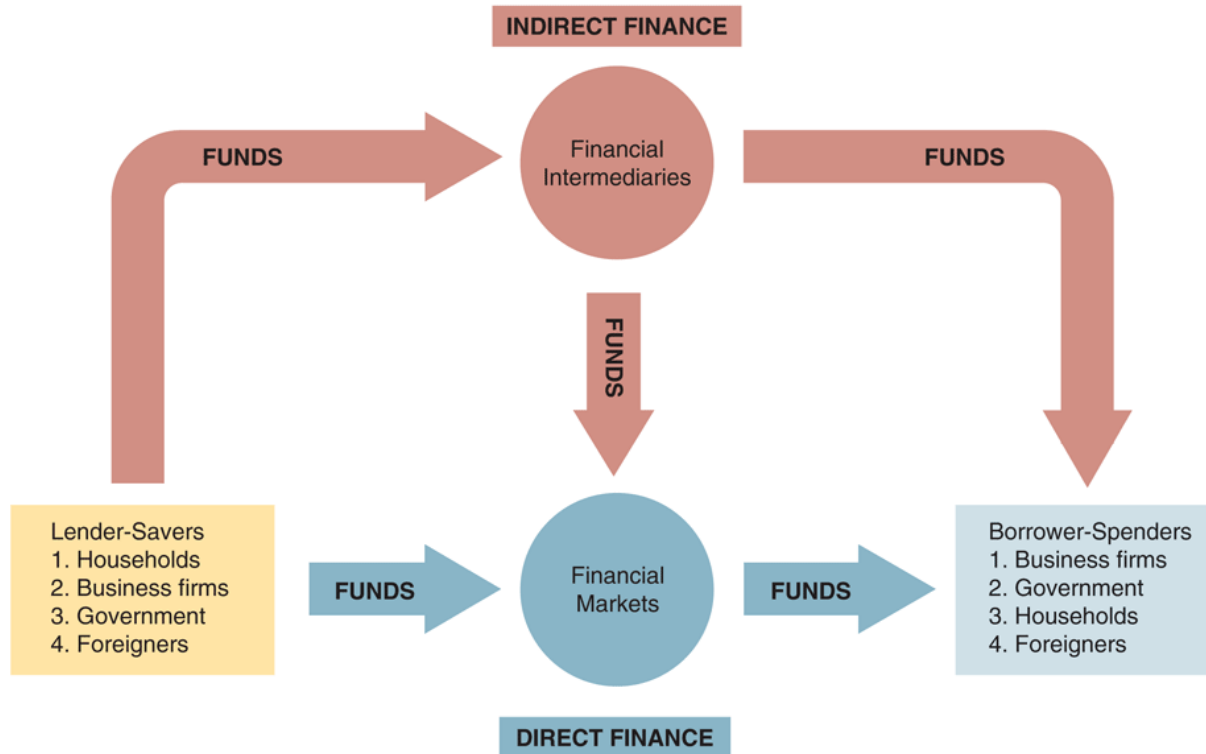 INDIRECT FINANCE
FUNDS
Financial
Intermediaries
FUNDS
FUNDS
Lender-Savers
1. Households
2. Business firms
3. Government
4. Foreigners
FUNDS
Financial
Markets
FUNDS
Borrower-Spenders
1. Business firms
2. Government
3. Households
4. Foreigners
DIRECT FINANCE